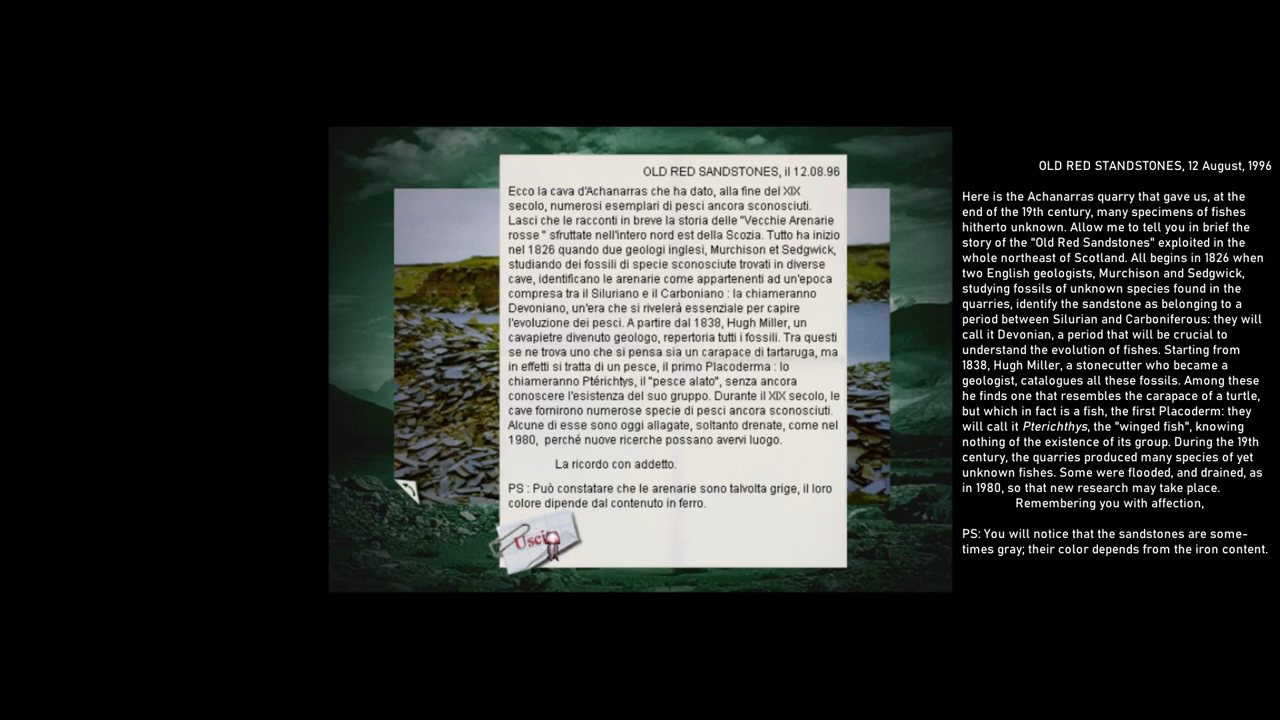 OLD RED SANDSTONES, il 12.08.96
Ecco la cava d'Achanarras che ha dato, alla fine del XIX
secolo, numerosi esemplari di pesci ancora sconosciuti.
Lasci che le racconti in breve la storia delle "Vecchie Arenarie
rosse " sfruttate nell'intero nord est della Scozia. Tutto ha inizio
nel 1826 quando due geologi inglesi, Murchison et Sedgwick,
studiando dei fossili di specie sconosciute trovati in diverse
cave, identificano le arenarie come appartenenti ad un'epoca
compresa tra il Siluriano e il Carboniano : la chiameranno
Devoniano, un'era che si rivelerà essenziale per capire
l'evoluzione dei pesci. A partire dal 1838, Hugh Miller, un
cavapietre divenuto geologo, repertoria tutti i fossili. Tra questi
se ne trova uno che si pensa sia un carapace di tartaruga, ma
in effetti si tratta di un pesce, il primo Placoderma : lo
chiameranno Ptérichtys, il "pesce alato", senza ancora
conoscere l'esistenza del suo gruppo. Durante il XIX secolo, le
cave fornirono numerose specie di pesci ancora sconosciuti.
Alcune di esse sono oggi allagate, soltanto drenate, come nel
1980, perché nuove ricerche possano avervi luogo.
La ricordo con addetto.
PS : Può constatare che le arenarie sono talvolta grige, il loro
colore dipende dal contenuto in ferro.
Uscita
OLD RED STANDSTONES, 12 August, 1996
Here is the Achanarras quarry that gave us, at the
end of the 19th century, many specimens of fishes
hitherto unknown. Allow me to tell you in brief the
story of the "Old Red Sandstones" exploited in the
whole northeast of Scotland. All begins in 1826 when
two English geologists, Murchison and Sedgwick,
studying fossils of unknown species found in the
quarries, identify the sandstone as belonging to a
period between Silurian and Carboniferous: they will
call it Devonian, a period that will be crucial to
understand the evolution of fishes. Starting from
1838, Hugh Miller, a stonecutter who became a
geologist, catalogues all these fossils. Among these
he finds one that resembles the carapace of a turtle,
but which in fact is a fish, the first Placoderm: they
will call it Pterichthys, the "winged fish", knowing
nothing of the existence of its group. During the 19th
century, the quarries produced many species of yet
unknown fishes. Some were flooded, and drained, as
in 1980, so that new research may take place.
Remembering you with affection,
PS: You will notice that the sandstones are some-
times gray; their color depends from the iron content.